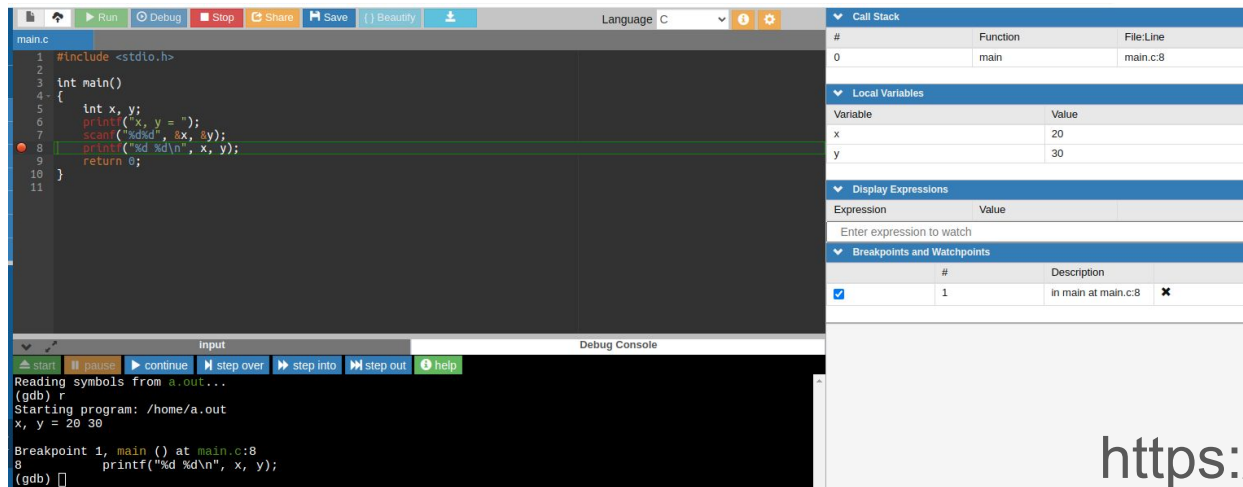 Run Debug Stop Share Save { } Beautify Language C
main.c
1 #include <stdio.h>
2
3 int main()
4 {
5 int x, y;
6 printf("x, y = ");
7 scanf("%d%d", &x, &y);
8 printf("%d %d\n", x, y);
9 return 0;
10 }
11
input Debug Console
start pause continue step over step into step out help
Reading symbols from a.out...
(gdb) r
Starting program: /home/a.out
x, y = 20 30
Breakpoint 1, main () at main.c:8
8 printf("%d %d\n", x, y);
(gdb)
Call Stack
# Function File:Line
0 main main.c:8
Local Variables
Variable Value
x 20
y 30
Display Expressions
Expression Value
Enter expression to watch
Breakpoints and Watchpoints
# Description
1 in main at main.c:8
https: